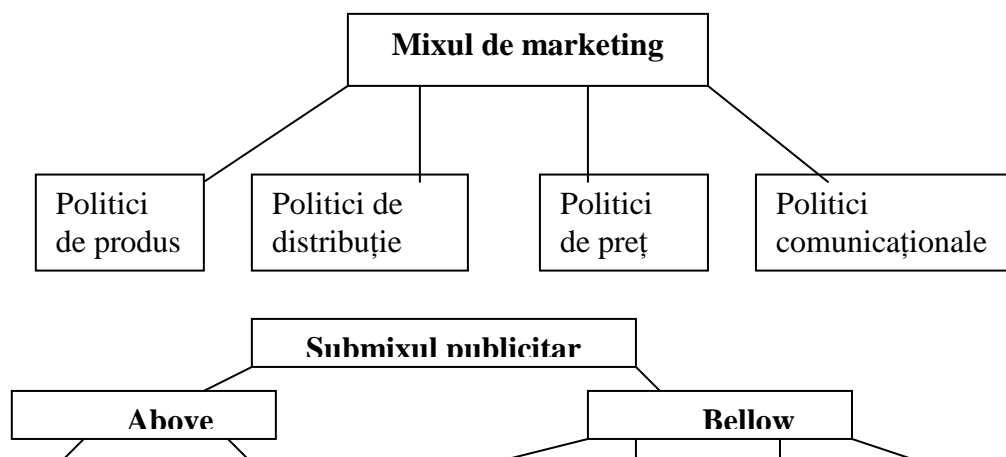 Mixul de marketing
Politici
de produs
Politici de
distribuție
Politici
de preț
Politici
comunicaționale
Submixul publicitar
Above
Bellow